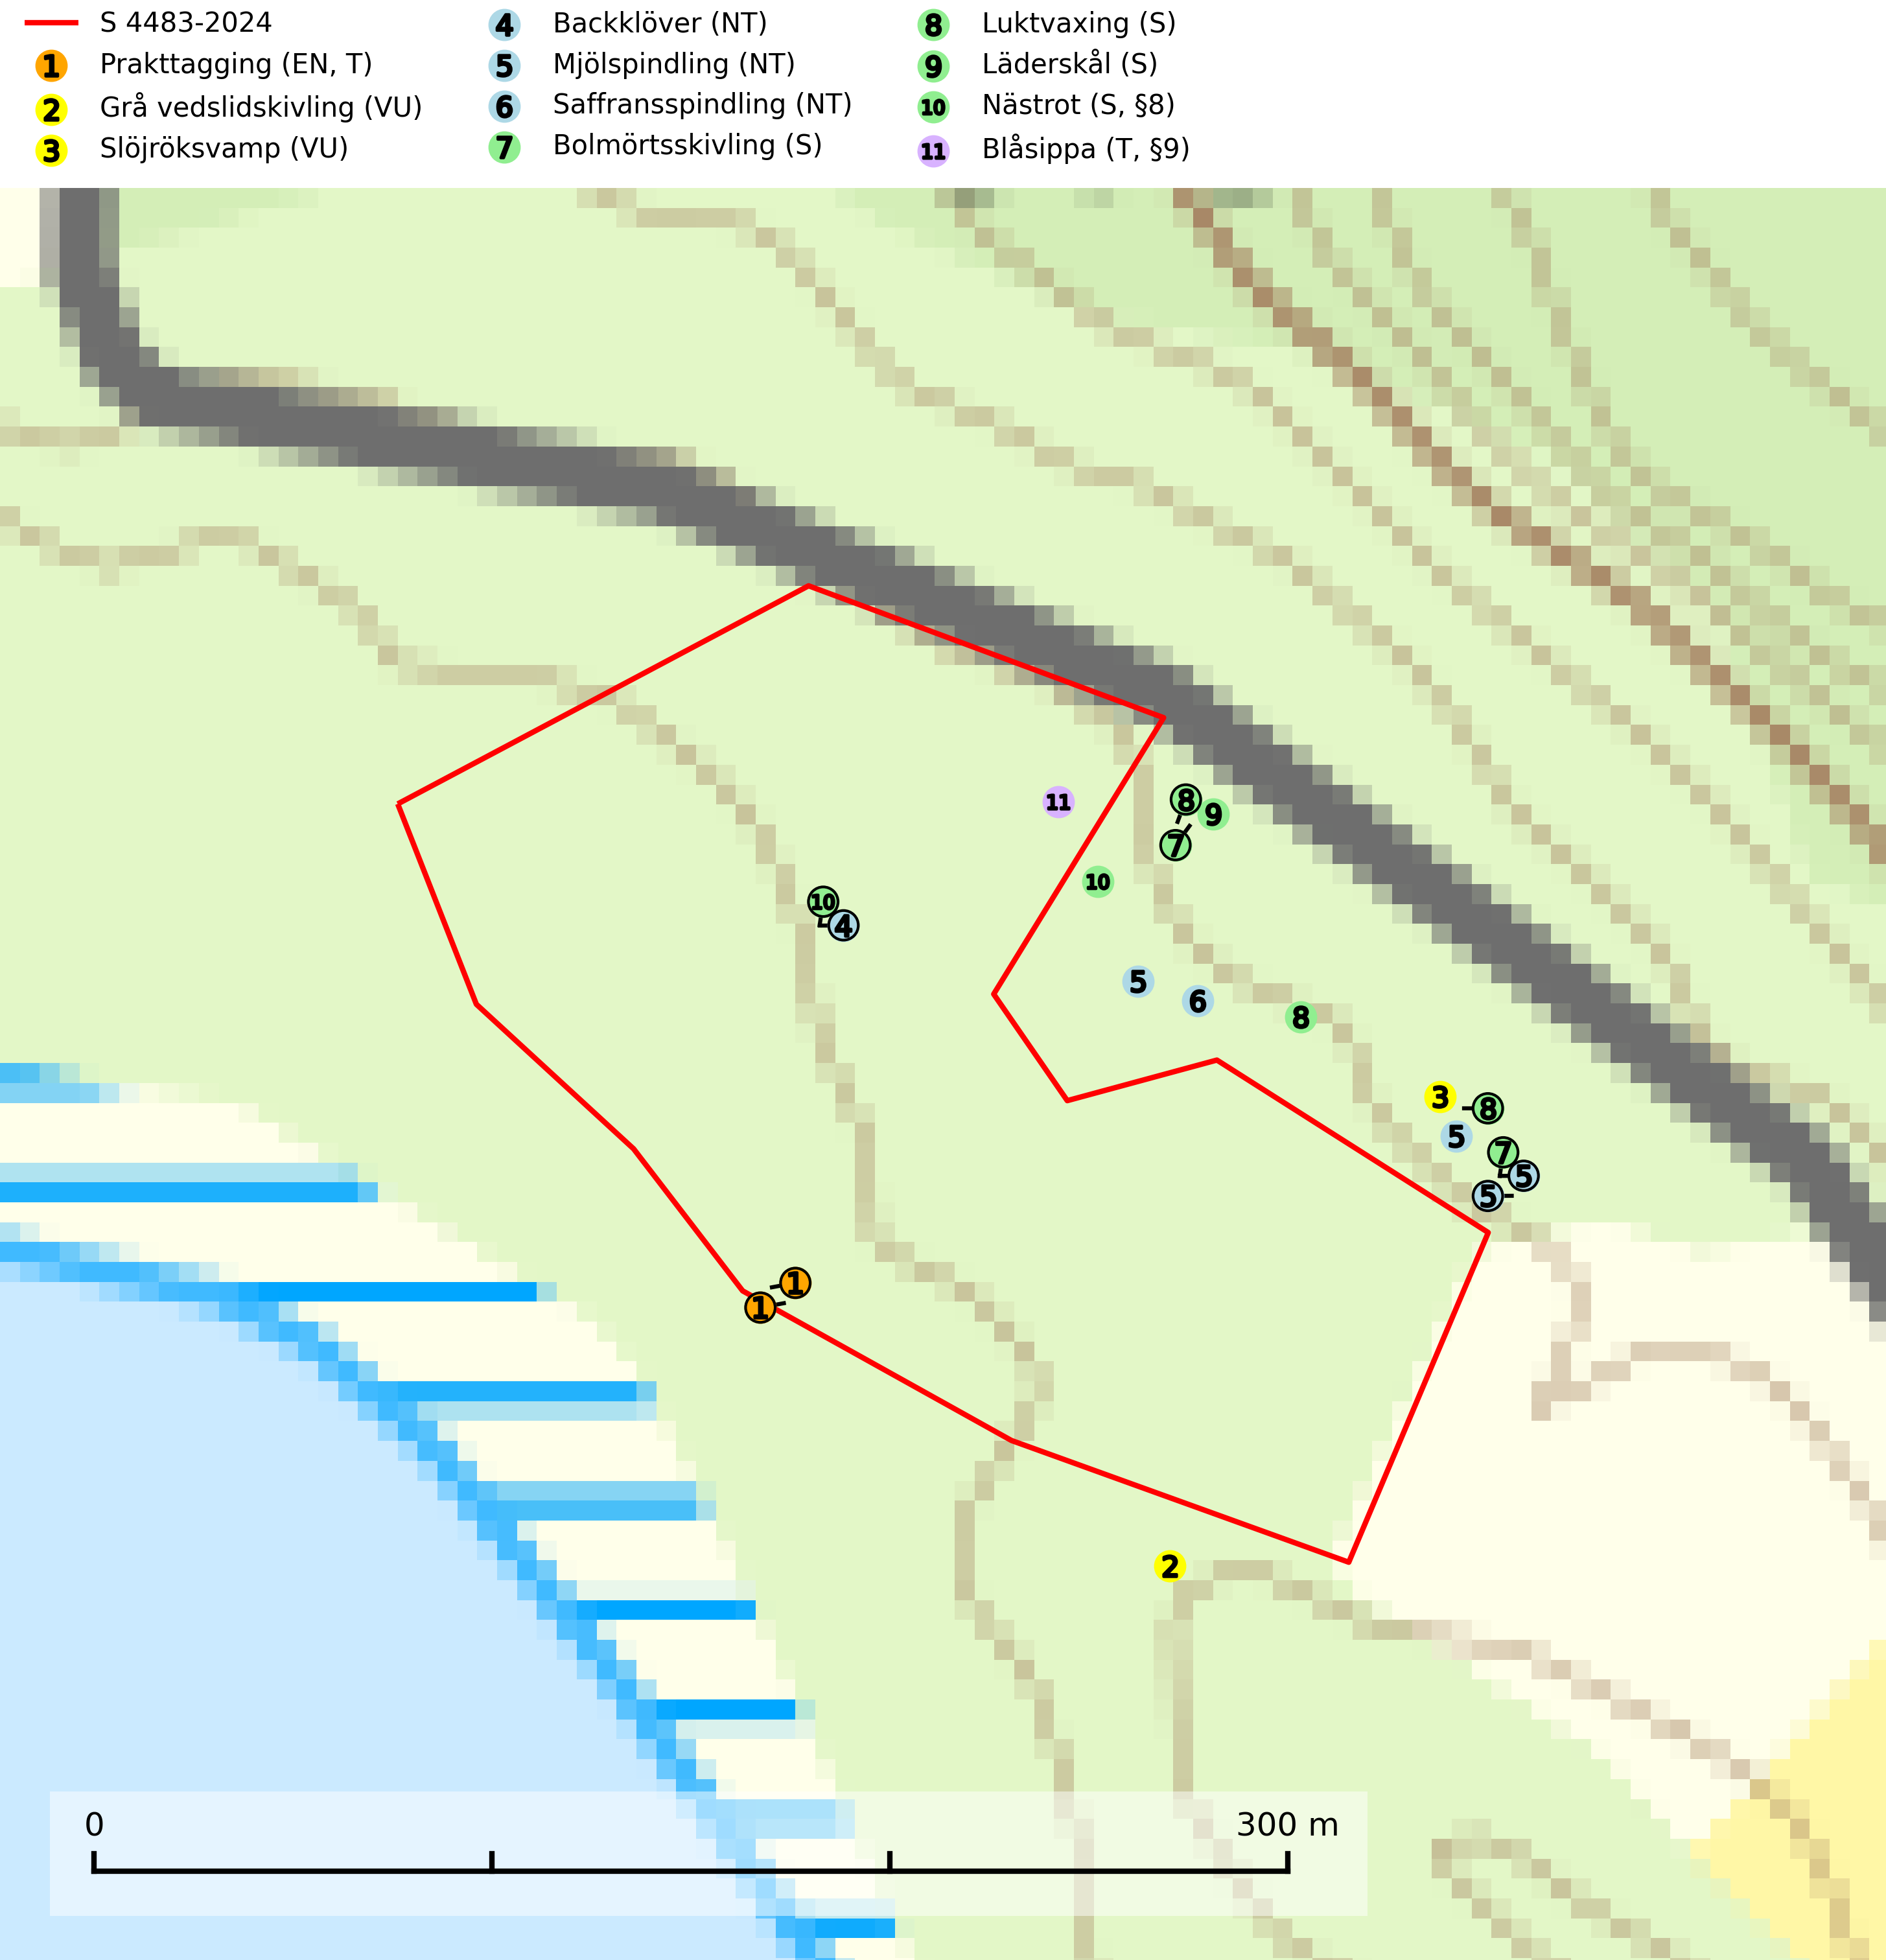 S 4483-2024
1 Prakttagging (EN, T)
2 Grå vedslidskivling (VU)
3 Slöjröksvamp (VU)
4 Backklöver (NT)
5 Mjölspindling (NT)
6 Saffransspindling (NT)
7 Bolmörtsskivling (S)
8 Luktvaxing (S)
9 Läderskål (S)
10 Nästrot (S, §8)
11 Blåsippa (T, §9)
11
8
9
7
10
10
4
5
6
8
3
8
5
7
5
5
1
1
2
0 300 m